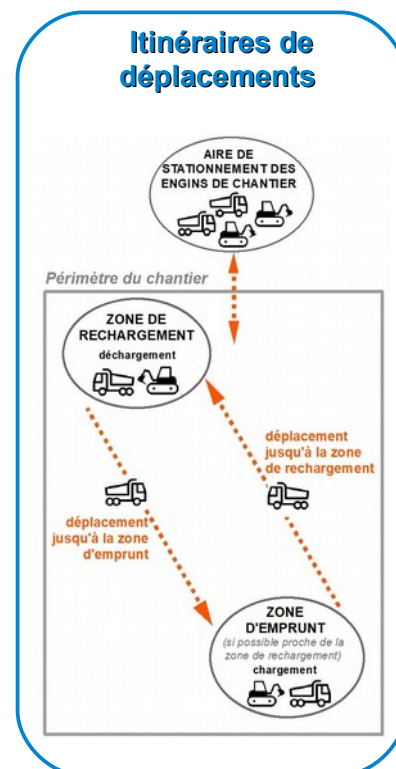 Itinéraires de
déplacements
AIRE DE
STATIONNEMENT DES
ENGINS DE CHANTIER
Périmètre du chantier
ZONE DE
RECHARGEMENT
déchargement
déplacement
jusqu'à la zone
de rechargement
déplacement
jusqu'à la zone
d'emprunt
ZONE
D'EMPRUNT
(si possible proche de la
zone de rechargement)
chargement